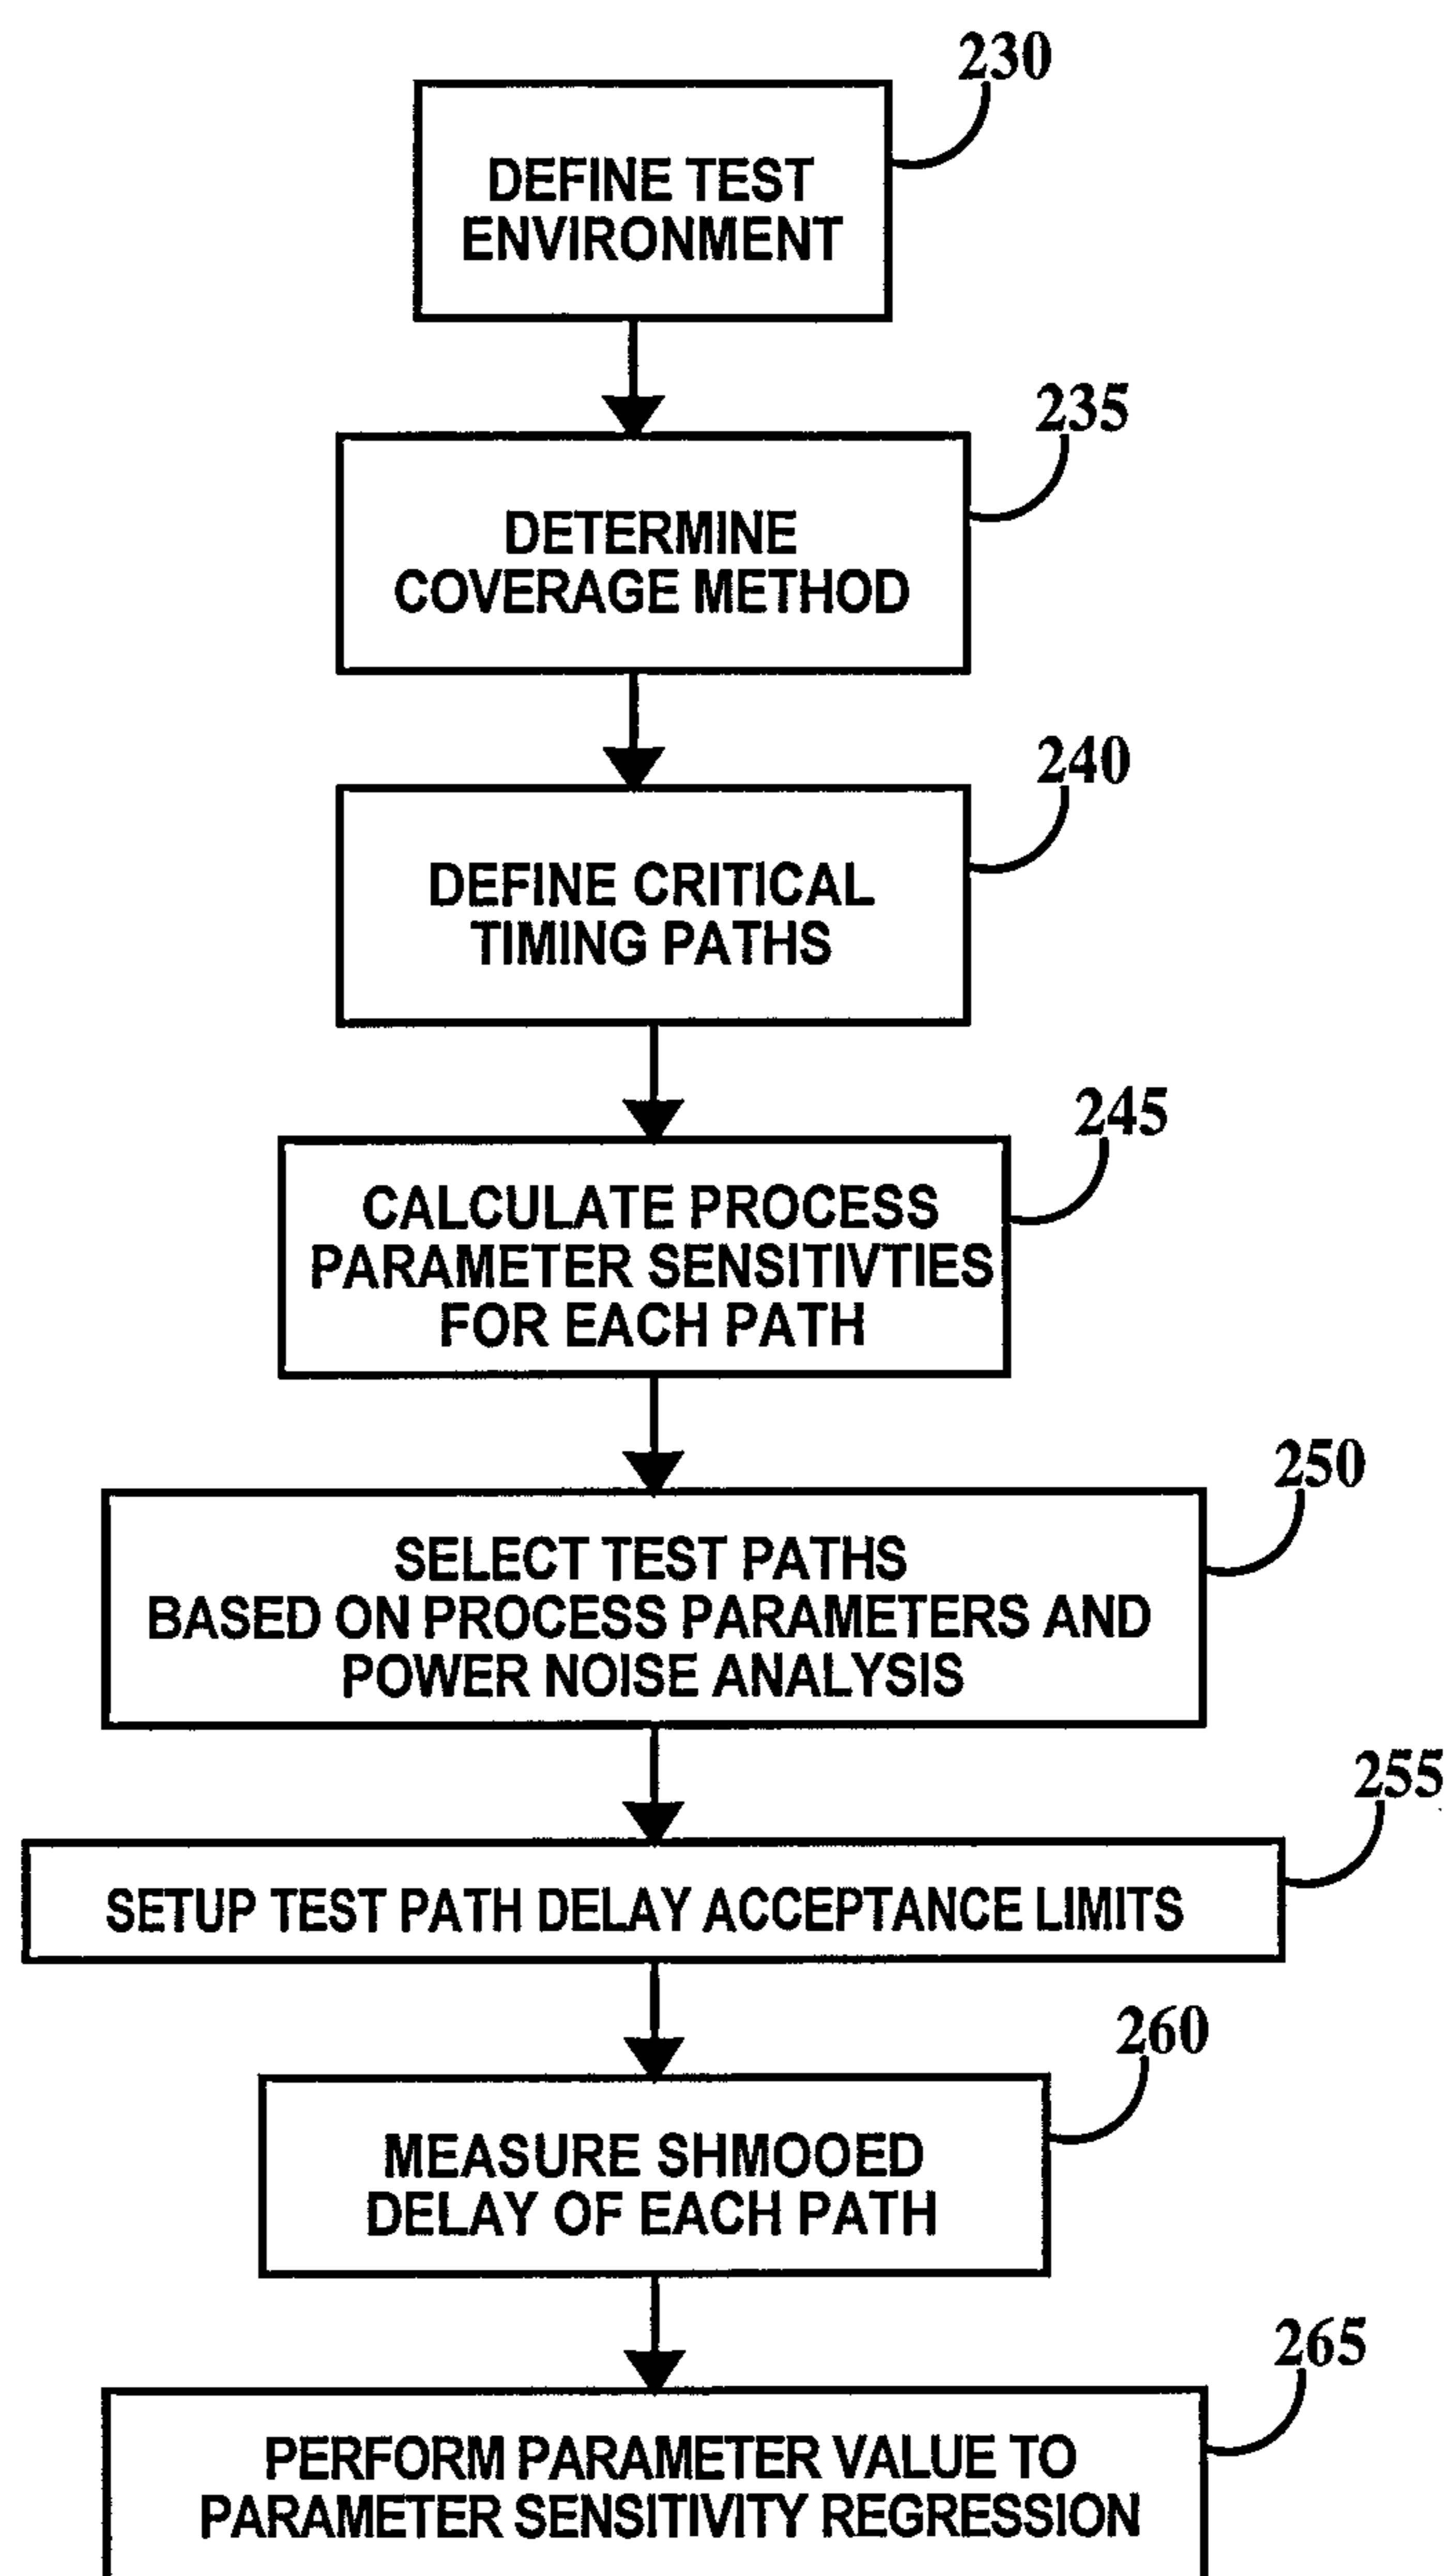 230
DEFINE TEST
ENVIRONMENT
235
DETERMINE
COVERAGE METHOD
240
DEFINE CRITICAL
TIMING PATHS
245
CALCULATE PROCESS
PARAMETER SENSITIVTIES
FOR EACH PATH
250
SELECT TEST PATHS
BASED ON PROCESS PARAMETERS AND
POWER NOISE ANALYSIS
255
SETUP TEST PATH DELAY ACCEPTANCE LIMITS
260
MEASURE SHMOOED
DELAY OF EACH PATH
265
PERFORM PARAMETER VALUE TO
PARAMETER SENSITIVITY REGRESSION